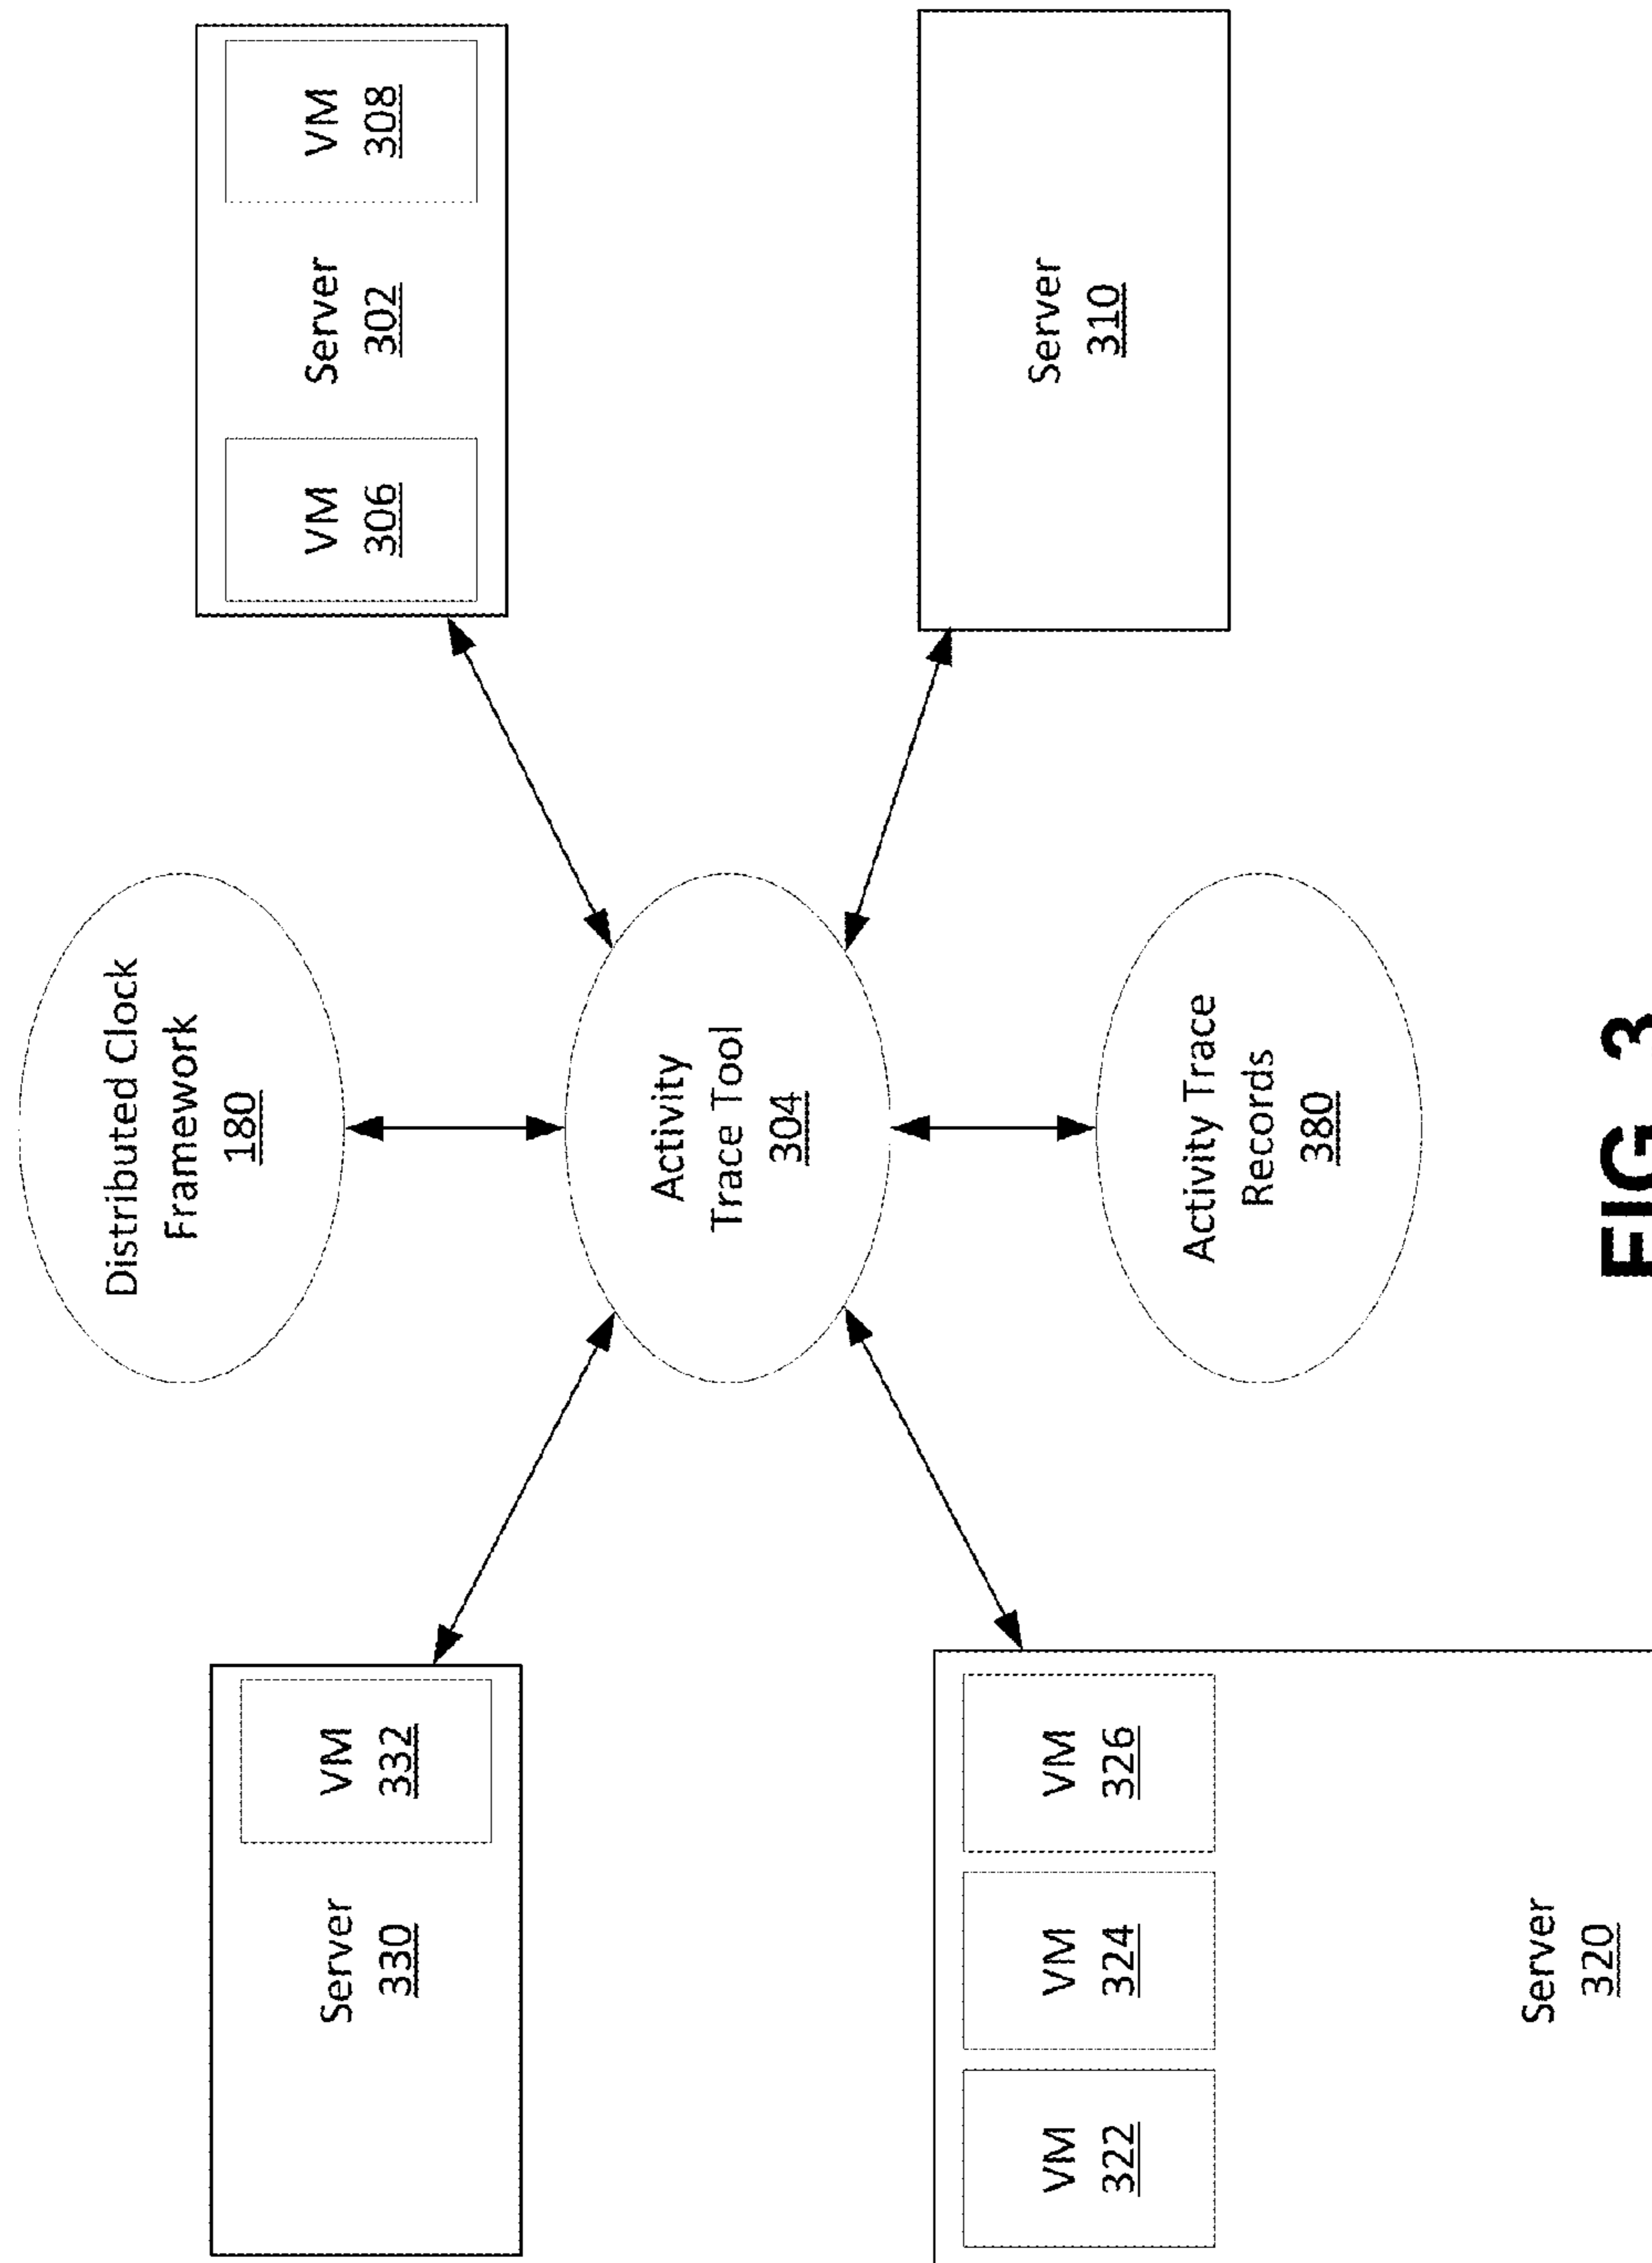 Distributed Clock
Framework
180
Server
330
VM
332
VM
306
Server
302
VM
308
Activity
Trace Tool
304
VM
322
VM
324
VM
326
Server
320
Activity Trace
Records
380
Server
310
FIG. 3